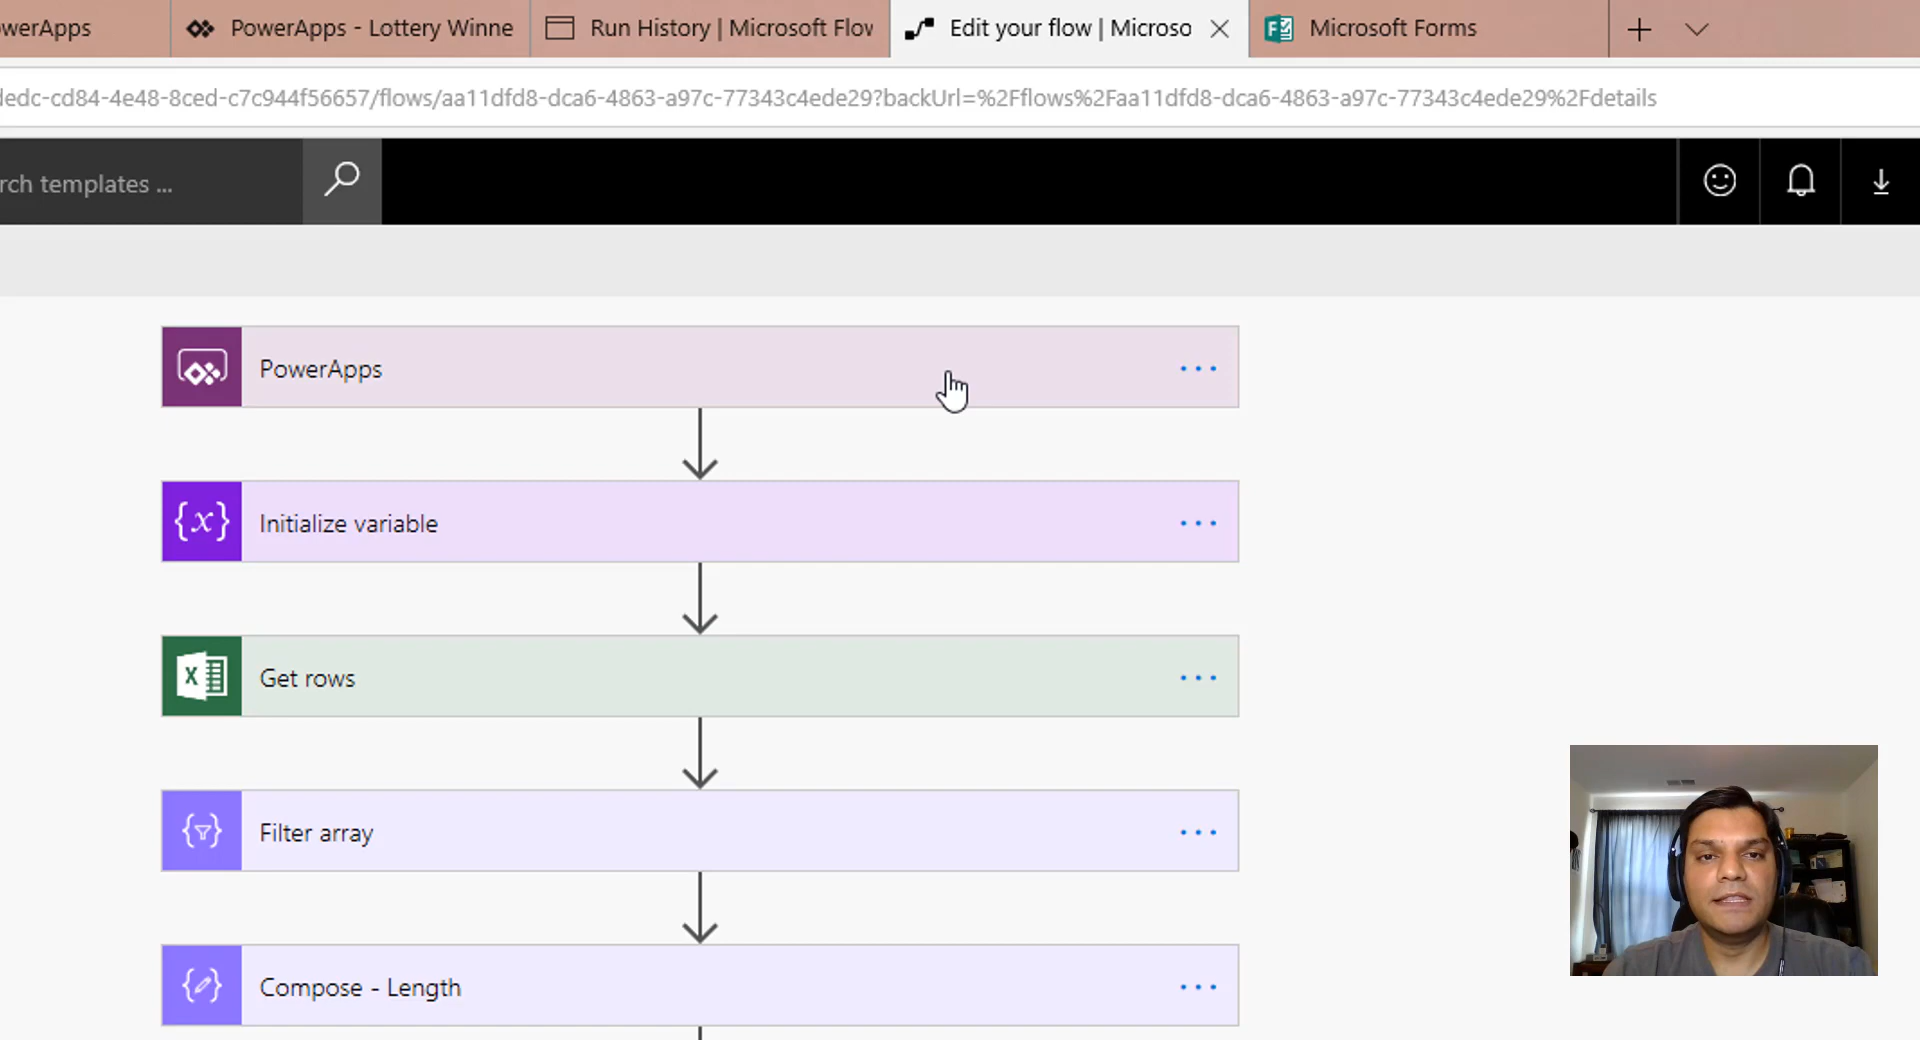 werApps
PowerApps - Lottery Winne
Run History | Microsoft Flov
Edit your flow | Microso
Microsoft Forms
dedc-cd84-4e48-8ced-c7c944f56657/flows/aa11dfd8-dca6-4863-a97c-77343c4ede29?backUrl=%2Fflows%2Faa11dfd8-dca6-4863-a97c-77343c4ede29%2Fdetails
rch templates ...
PowerApps
Initialize variable
Get rows
Filter array
Compose - Length